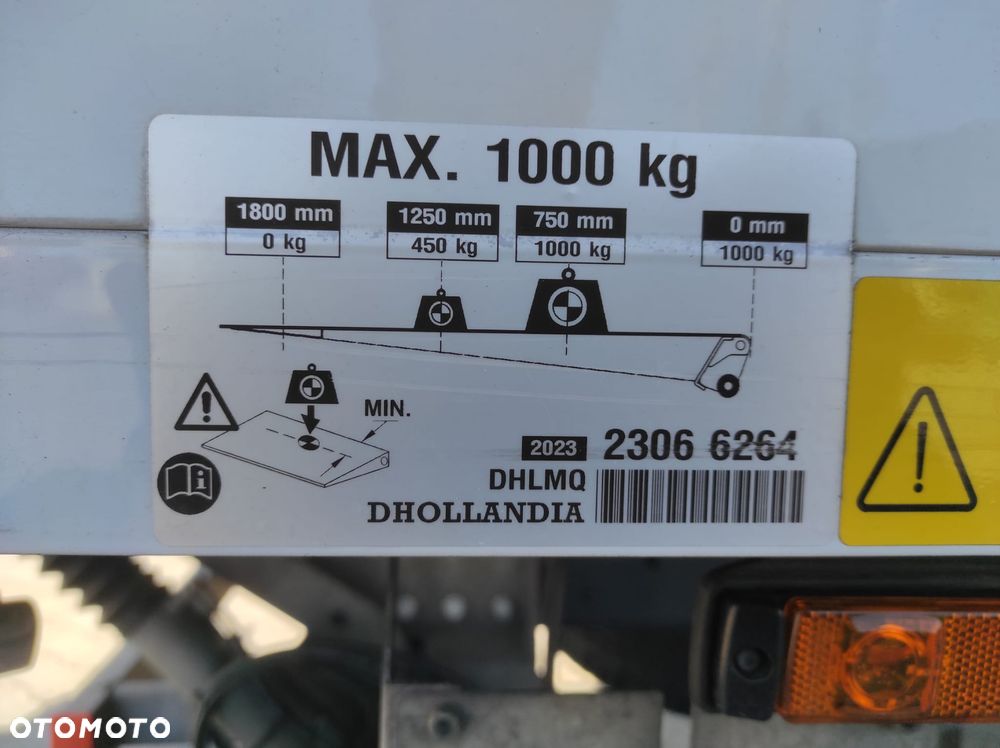 MAX. 1000 kg
1800 mm
0 kg
1250 mm
450 kg
750 mm
1000 kg
0 mm
1000 kg
MIN.
2023 2306 6264
DHLMQ
DHOLLANDIA
OTOMOTO